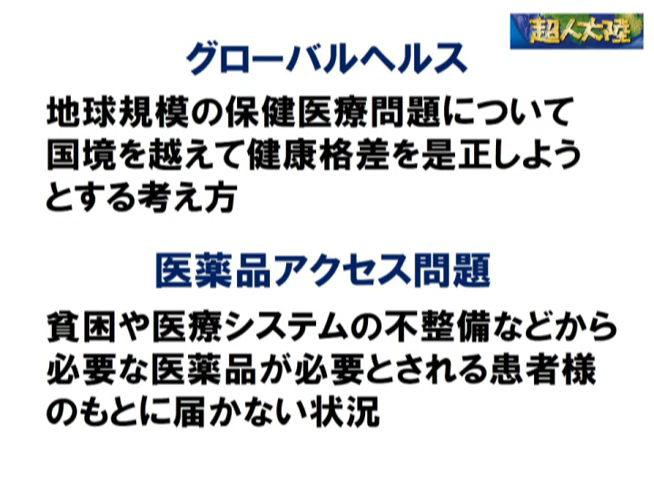 超人大陸
グローバルヘルス
地球規模の保健医療問題について
国境を越えて健康格差を是正しよう
とする考え方
医薬品アクセス問題
貧困や医療システムの不整備などから
必要な医薬品が必要とされる患者様
のもとに届かない状況